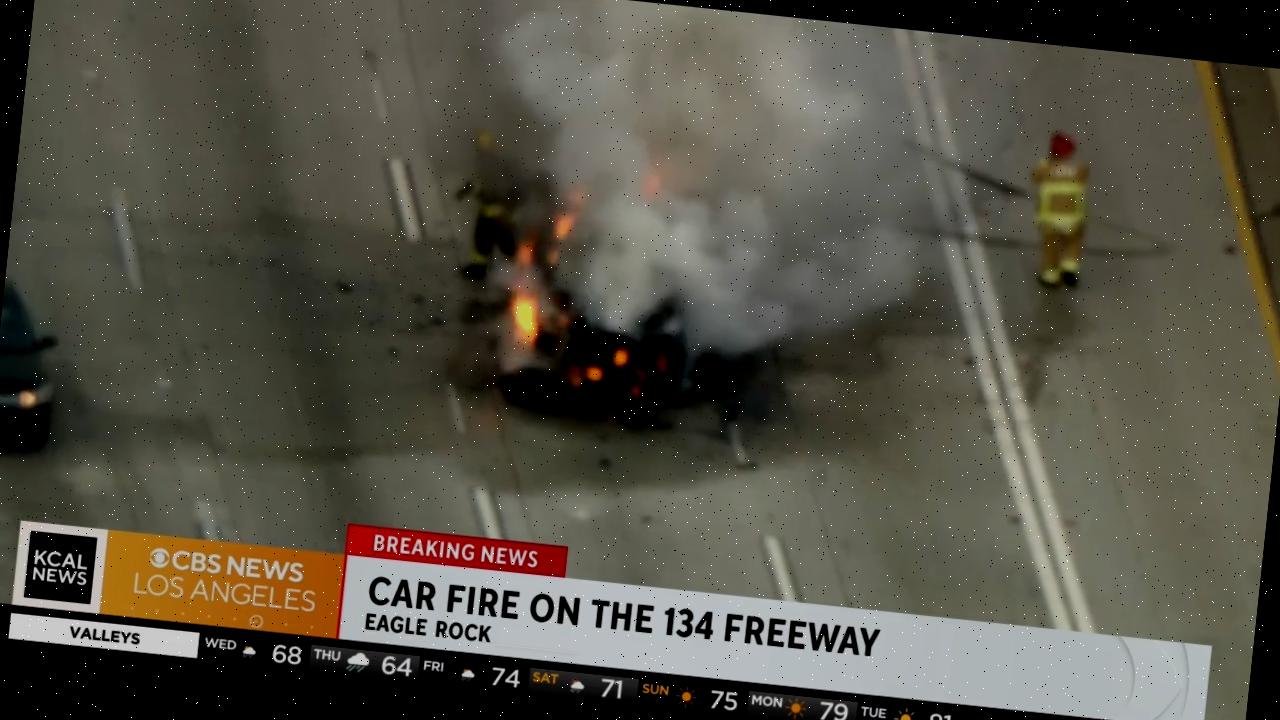 KCAL
NEWS
CBS NEWS
LOS ANGELES
BREAKING NEWS
CAR FIRE ON THE 134 FREEWAY
EAGLE ROCK
VALLEYS
WED 68 THU 64 FRI 74 SAT 71 SUN 75 MON 79 TUE